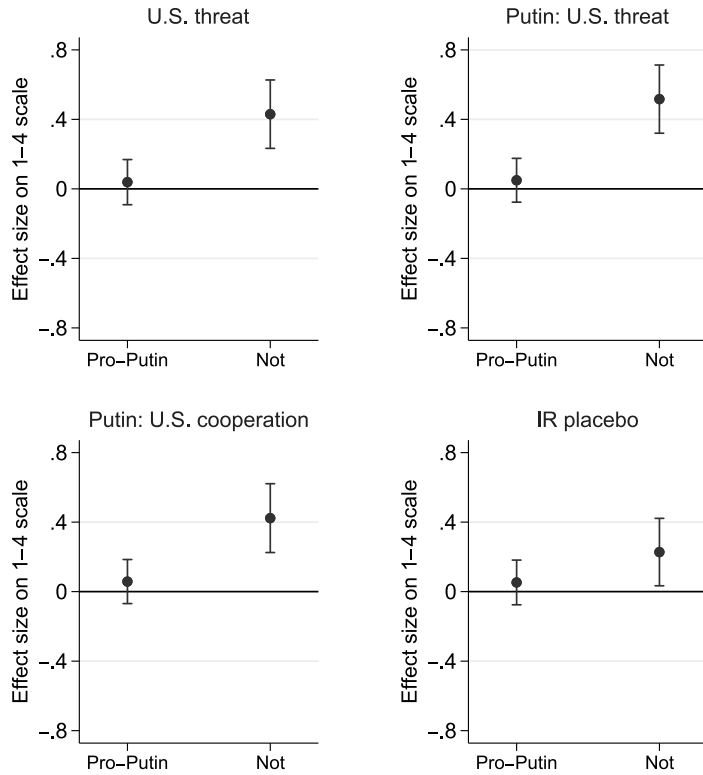 U.S. threat
Effect size on 1–4 scale
.8
.4
0
–.4
–.8
Pro–Putin Not
Putin: U.S. threat
Effect size on 1–4 scale
.8
.4
0
–.4
–.8
Pro–Putin Not
Putin: U.S. cooperation
Effect size on 1–4 scale
.8
.4
0
–.4
–.8
Pro–Putin Not
IR placebo
Effect size on 1–4 scale
.8
.4
0
–.4
–.8
Pro–Putin Not